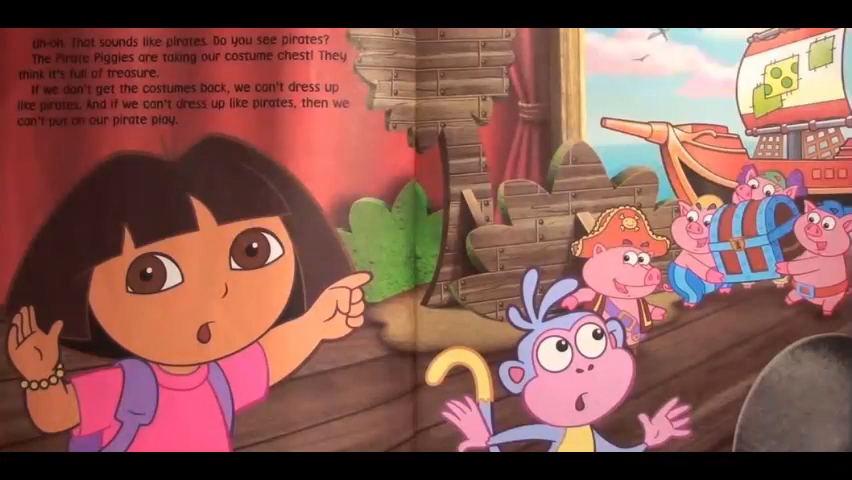 Uh-oh. That sounds like pirates. Do you see pirates?
The Pirate Piggies are taking our costume chest! They
think it's full of treasure.
If we don't get the costumes back, we can't dress up
like pirates. And if we can't dress up like pirates, then we
can't put on our pirate play.